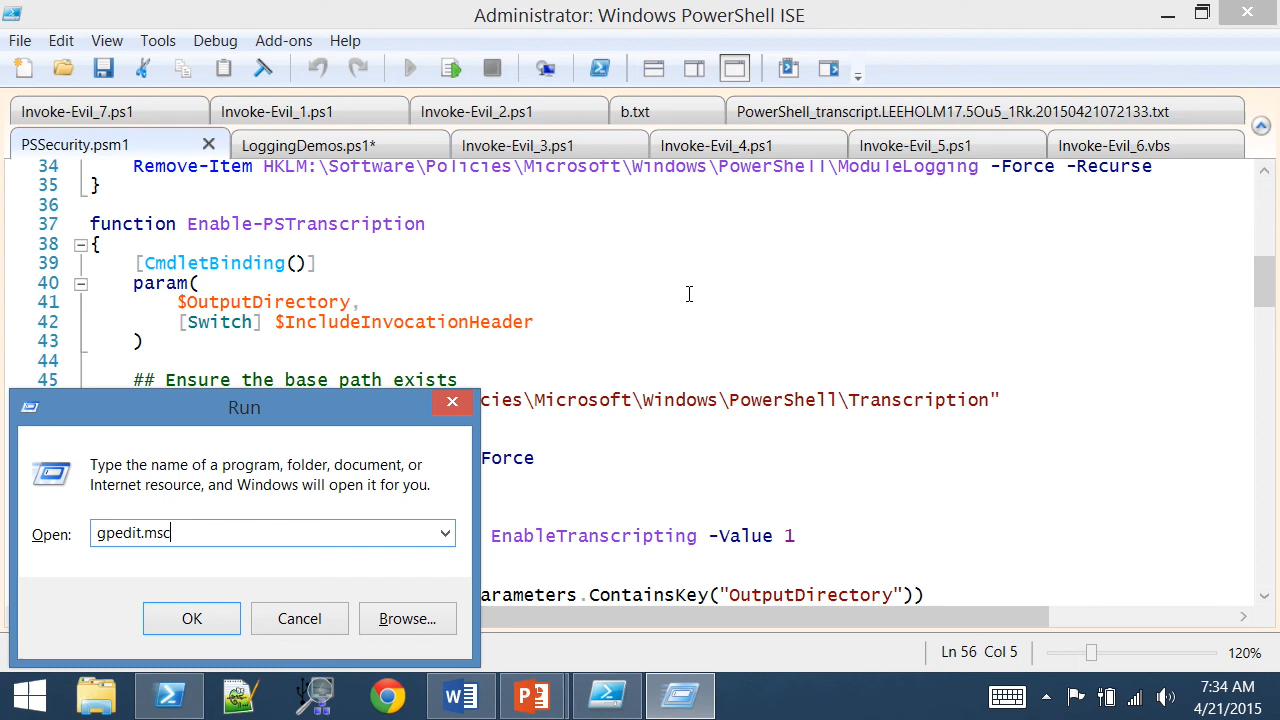 Administrator: Windows PowerShell ISE
File Edit View Tools Debug Add-ons Help
Invoke-Evil_7.ps1 Invoke-Evil_1.ps1 Invoke-Evil_2.ps1 b.txt PowerShell_transcript.LEEHOLM17.5Ou5_1Rk.20150421072133.txt
PSSecurity.psm1 LoggingDemos.ps1* Invoke-Evil_3.ps1 Invoke-Evil_4.ps1 Invoke-Evil_5.ps1 Invoke-Evil_6.vbs
34 Remove-Item HKLM:\Software\Policies\Microsoft\Windows\PowerShell\ModuleLogging -Force -Recurse
35 }
36
37 function Enable-PSTranscription
38 {
39 [CmdletBinding()]
40 param(
41 $OutputDirectory,
42 [Switch] $IncludeInvocationHeader
43 )
44
45 ## Ensure the base path exists
cies\Microsoft\Windows\PowerShell\Transcription"
Force
EnableTranscripting -Value 1
arameters.ContainsKey("OutputDirectory"))
Run
Type the name of a program, folder, document, or
Internet resource, and Windows will open it for you.
Open: gpedit.msc
OK Cancel Browse...
Ln 56 Col 5 120%
7:34 AM
4/21/2015